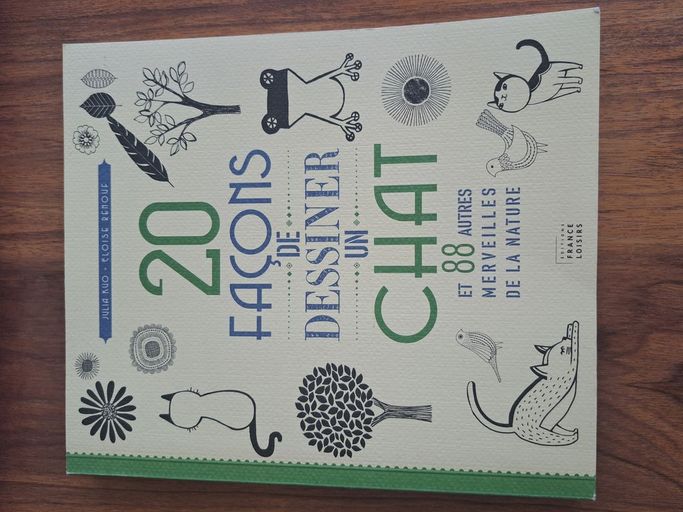 JULIA KUO • ELOISE RENOUF
20
FAÇONS
DE
DESSINER
UN
CHAT
ET 88 AUTRES
MERVEILLES
DE LA NATURE
EDITIONS
FRANCE
LOISIRS